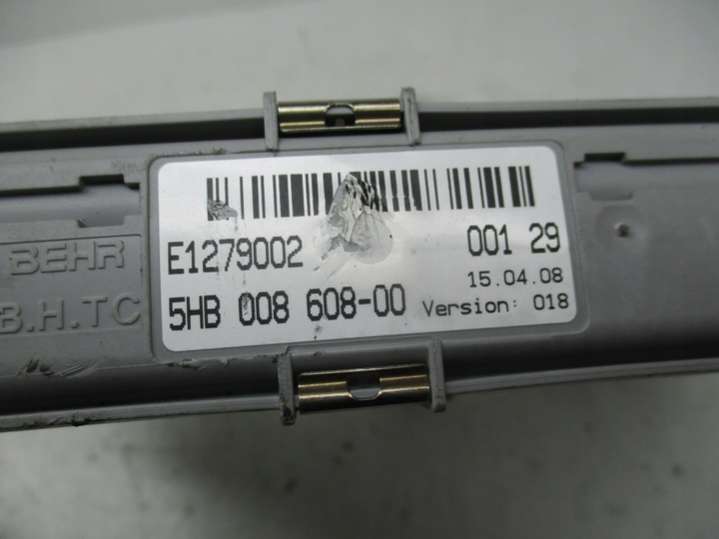 BEHR
B.H.TC
E1279002 001 29
15.04.08
5HB 008 608-00 Version: 018